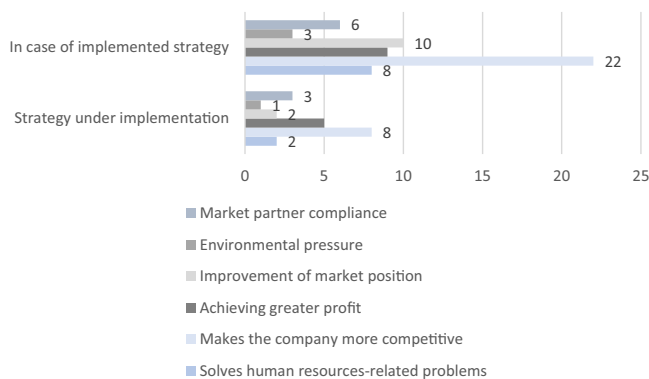 6
3
In case of implemented strategy
10
22
8
3
1
Strategy under implementation
2
8
2
0 5 10 15 20 25
Market partner compliance
Environmental pressure
Improvement of market position
Achieving greater profit
Makes the company more competitive
Solves human resources-related problems